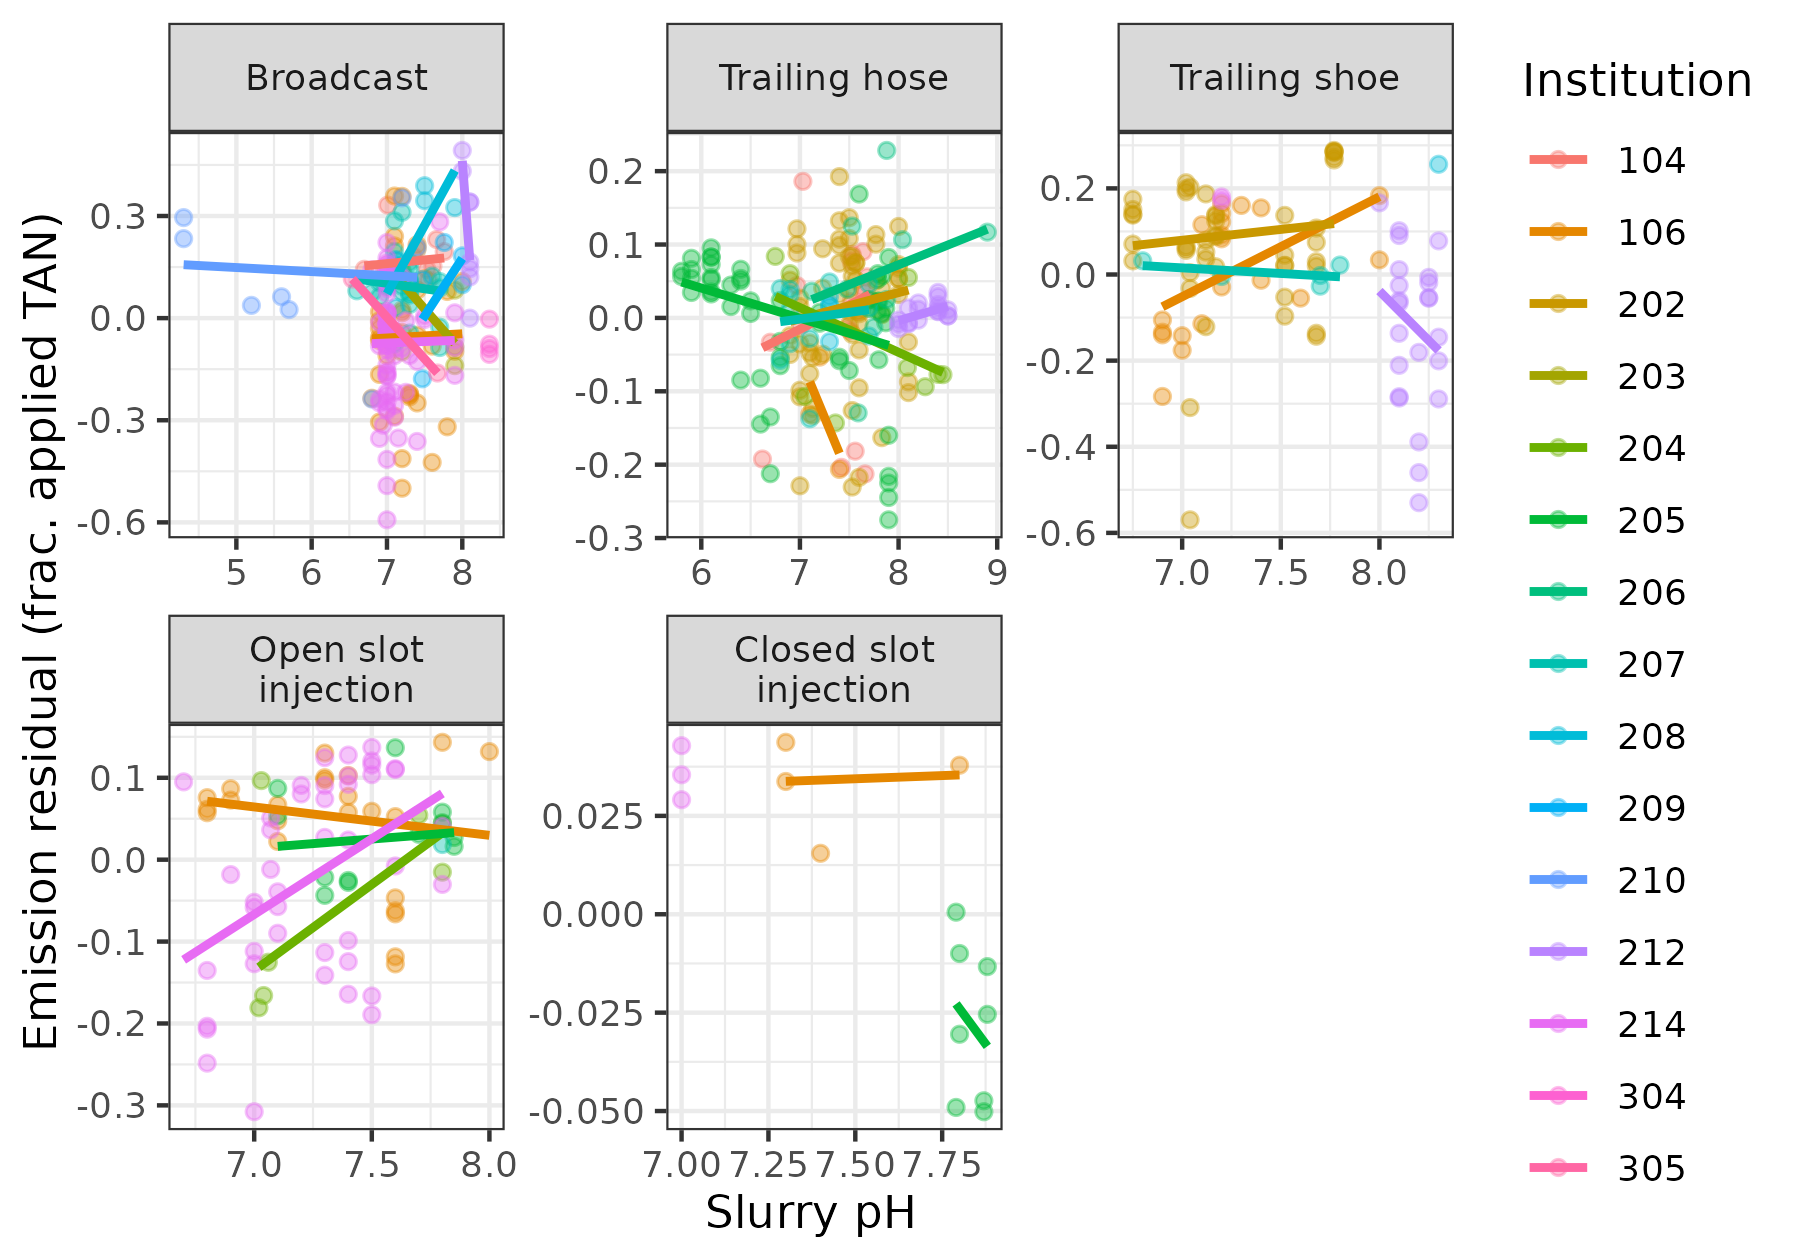 Broadcast
Trailing hose
Trailing shoe
Institution
104
106
202
203
204
205
206
207
208
209
210
212
214
304
305
Emission residual (frac. applied TAN)
0.3
0.0
-0.3
-0.6
5 6 7 8
0.2
0.1
0.0
-0.1
-0.2
-0.3
6 7 8 9
0.2
0.0
-0.2
-0.4
-0.6
7.0 7.5 8.0
Open slot
injection
Closed slot
injection
0.1
0.0
-0.1
-0.2
-0.3
7.0 7.5 8.0
0.025
0.000
-0.025
-0.050
7.00 7.25 7.50 7.75
Slurry pH